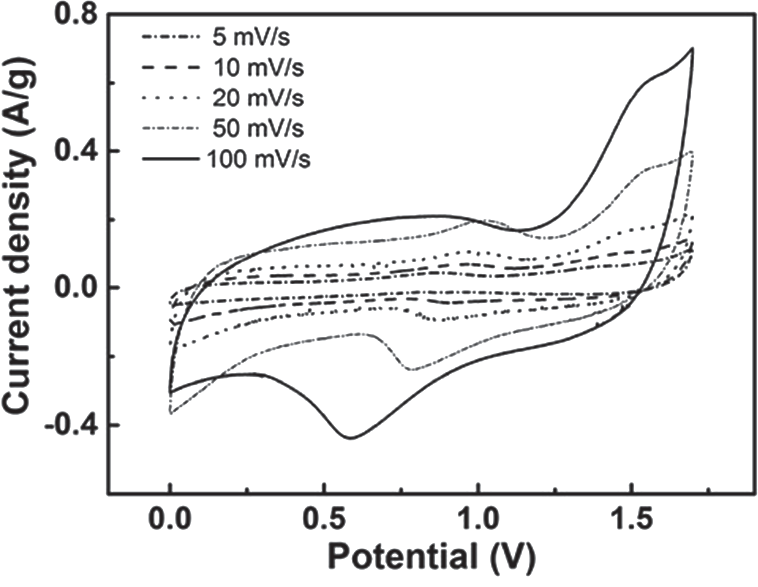 0.8
0.4
0.0
-0.4
Current density (A/g)
5 mV/s
10 mV/s
20 mV/s
50 mV/s
100 mV/s
0.0 0.5 1.0 1.5
Potential (V)